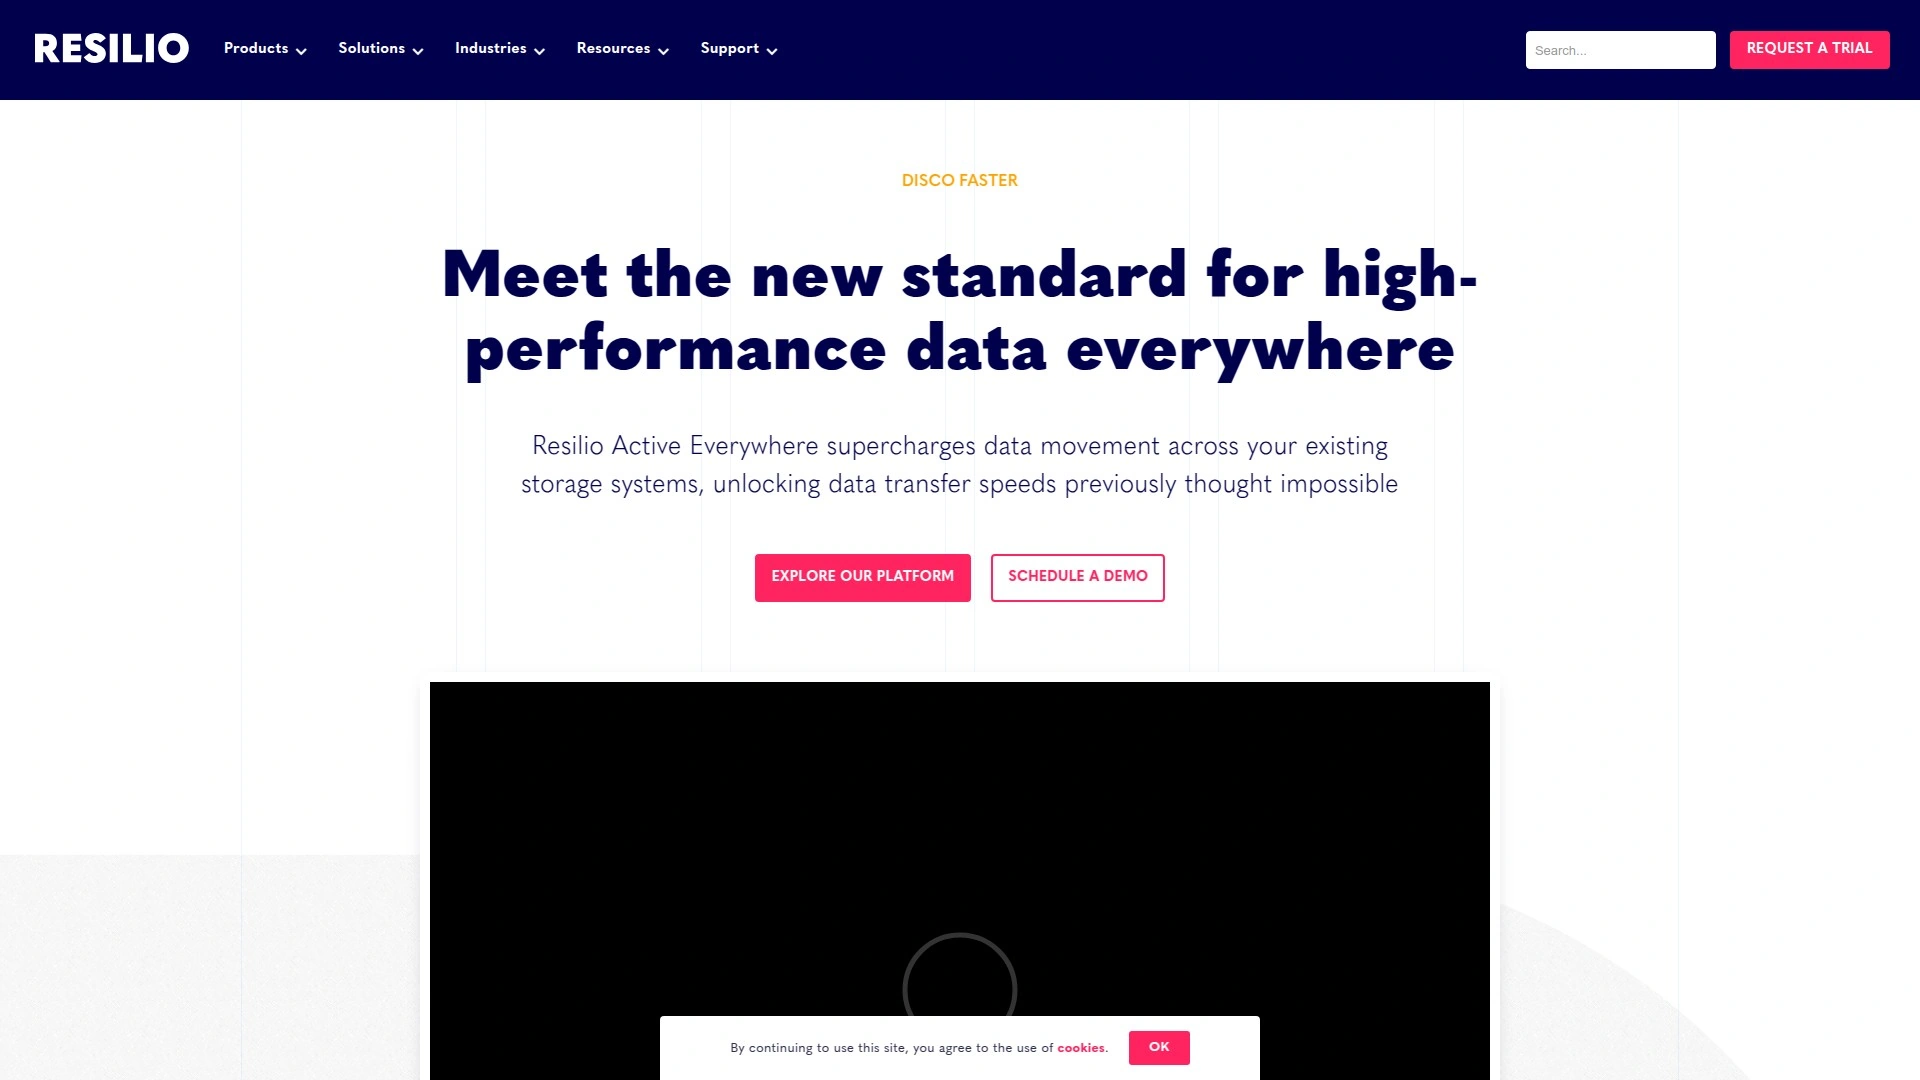 RESILIO
Products
Solutions
Industries
Resources
Support
Search...
REQUEST A TRIAL
DISCO FASTER
Meet the new standard for high-
performance data everywhere
Resilio Active Everywhere supercharges data movement across your existing
storage systems, unlocking data transfer speeds previously thought impossible
EXPLORE OUR PLATFORM
SCHEDULE A DEMO
By continuing to use this site, you agree to the use of cookies.
OK